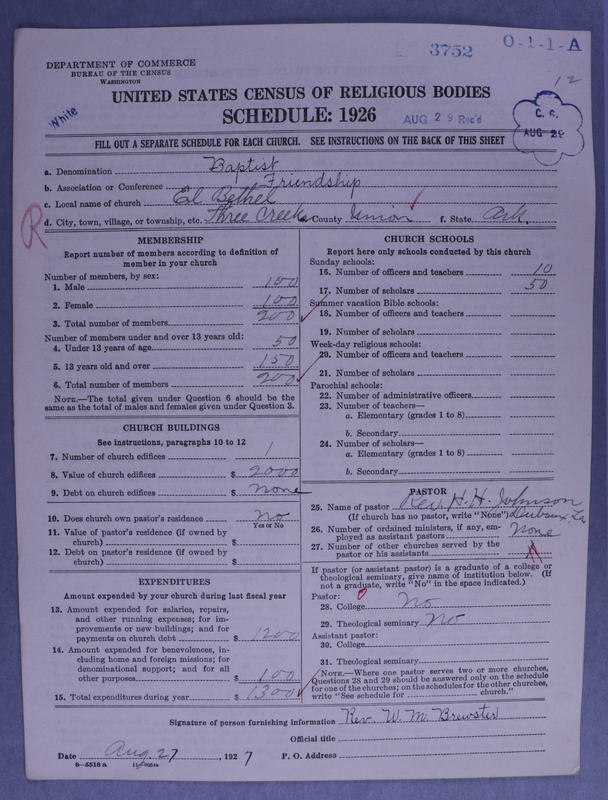 3752 O-1-1-A
12
DEPARTMENT OF COMMERCE
BUREAU OF THE CENSUS
WASHINGTON
White
UNITED STATES CENSUS OF RELIGIOUS BODIES
SCHEDULE: 1926
AUG 29 Rec'd
C. G.
AUG 29
FILL OUT A SEPARATE SCHEDULE FOR EACH CHURCH. SEE INSTRUCTIONS ON THE BACK OF THIS SHEET
a. Denomination Baptist
b. Association or Conference Friendship
c. Local name of church El Bethel
d. City, town, village, or township, etc. Three Creeks e. County Union f. State Ark.
R
MEMBERSHIP
Report number of members according to definition of
member in your church
Number of members, by sex:
1. Male 100
2. Female 100
3. Total number of members 200
Number of members under and over 13 years old:
4. Under 13 years of age 50
5. 13 years old and over 150
6. Total number of members 200
NOTE.—The total given under Question 6 should be the
same as the total of males and females given under Question 3.
CHURCH BUILDINGS
See instructions, paragraphs 10 to 12
7. Number of church edifices 1
8. Value of church edifices $ 2000
9. Debt on church edifices $ none
10. Does church own pastor's residence No
Yes or No
11. Value of pastor's residence (if owned by
church) $
12. Debt on pastor's residence (if owned by
church) $
EXPENDITURES
Amount expended by your church during last fiscal year
13. Amount expended for salaries, repairs,
and other running expenses; for im-
provements or new buildings; and for
payments on church debt $ 1200
14. Amount expended for benevolences, in-
cluding home and foreign missions; for
denominational support; and for all
other purposes $ 100
15. Total expenditures during year $ 1300
CHURCH SCHOOLS
Report here only schools conducted by this church
Sunday schools:
16. Number of officers and teachers 10
17. Number of scholars 50
Summer vacation Bible schools:
18. Number of officers and teachers
19. Number of scholars
Week-day religious schools:
20. Number of officers and teachers
21. Number of scholars
Parochial schools:
22. Number of administrative officers
23. Number of teachers—
a. Elementary (grades 1 to 8)
b. Secondary
24. Number of scholars—
a. Elementary (grades 1 to 8)
b. Secondary
PASTOR
25. Name of pastor Rev. H. H. Johnson
(If church has no pastor, write "None") La
26. Number of ordained ministers, if any, em-
ployed as assistant pastors None
27. Number of other churches served by the
pastor or his assistants
If pastor (or assistant pastor) is a graduate of a college or
theological seminary, give name of institution below. (If
not a graduate, write "No" in the space indicated.)
Pastor: 0
28. College No
29. Theological seminary No
Assistant pastor:
30. College
31. Theological seminary
NOTE.—Where one pastor serves two or more churches,
Questions 28 and 29 should be answered only on the schedule
for one of the churches; on the schedules for the other churches,
write "See schedule for church."
Signature of person furnishing information Rev. W. M. Brewster
Official title
Date Aug. 27, 1927 P. O. Address
8-5518 a